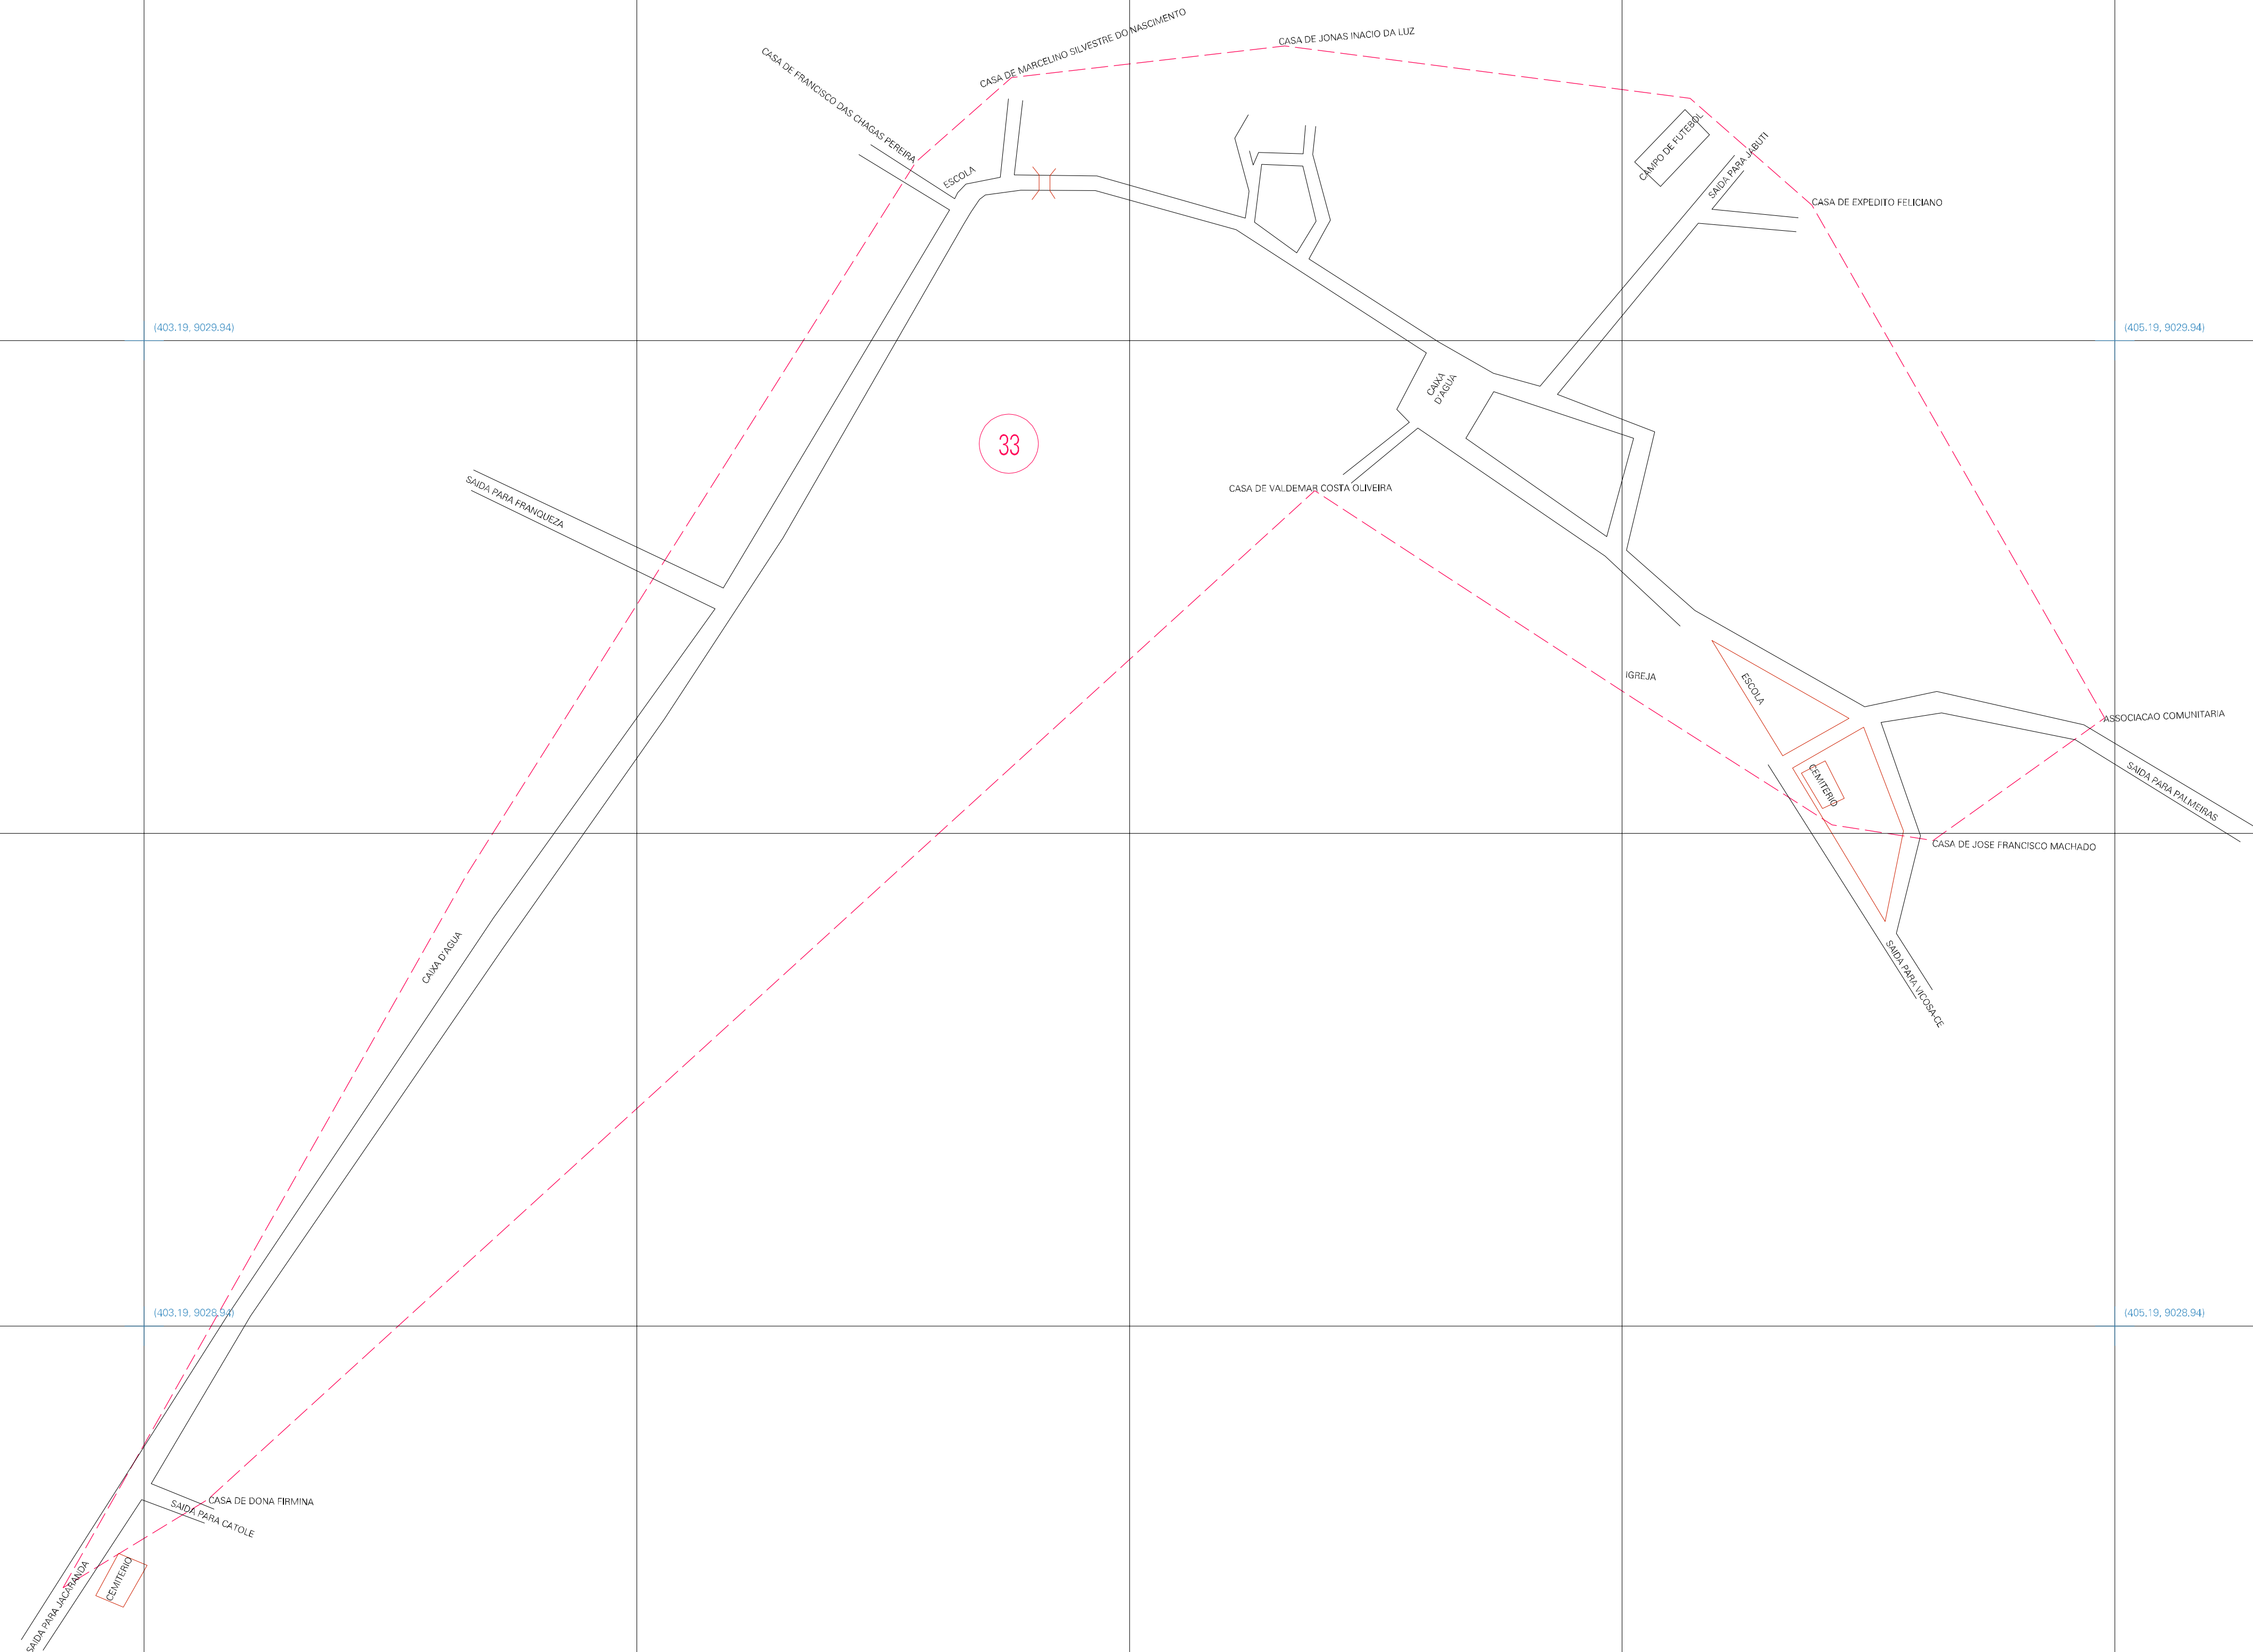 CASA DE MARCELINO SILVESTRE DO NASCIMENTO
CASA DE JONAS INACIO DA LUZ
CASA DE FRANCISCO DAS CHAGAS PEREIRA
ESCOLA
CAMPO DE FUTEBOL
SAIDA PARA JABUTI
CASA DE EXPEDITO FELICIANO
(403.19, 9029.94)
(405.19, 9029.94)
CAIXA
D'AGUA
33
SAIDA PARA FRANQUEZA
CASA DE VALDEMAR COSTA OLIVEIRA
IGREJA
ESCOLA
ASSOCIACAO COMUNITARIA
CEMITERIO
SAIDA PARA PALMEIRAS
CASA DE JOSE FRANCISCO MACHADO
CAIXA D'AGUA
SAIDA PARA VICOSA-CE
(403.19, 9028.94)
(405.19, 9028.94)
CASA DE DONA FIRMINA
SAIDA PARA CATOLE
CEMITERIO
SAIDA PARA JACARANDA